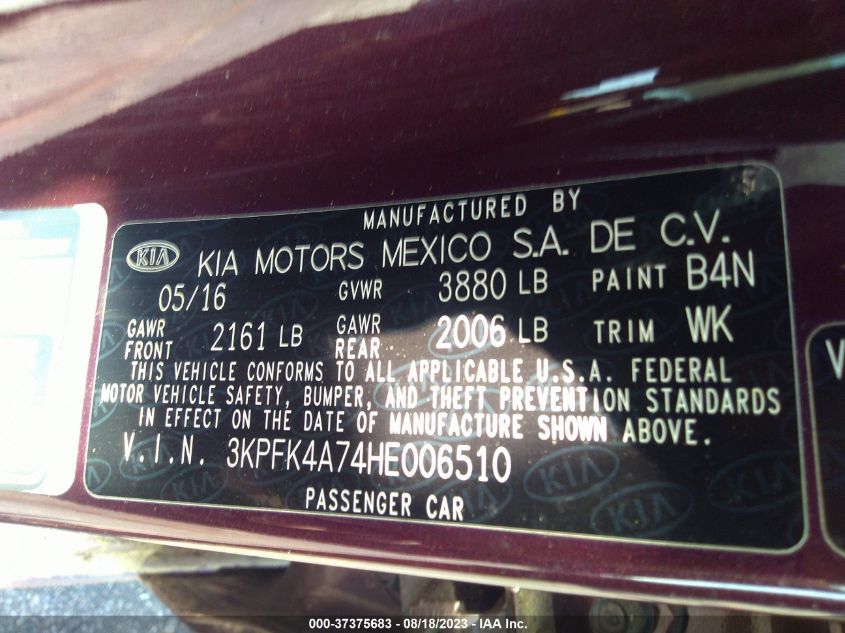 MANUFACTURED BY
KIA KIA MOTORS MEXICO S.A. DE C.V.
05/16 GVWR 3880 LB PAINT B4N
GAWR FRONT 2161 LB GAWR REAR 2006 LB TRIM WK
THIS VEHICLE CONFORMS TO ALL APPLICABLE U.S.A. FEDERAL
MOTOR VEHICLE SAFETY, BUMPER, AND THEFT PREVENTION STANDARDS
IN EFFECT ON THE DATE OF MANUFACTURE SHOWN ABOVE.
V.I.N. 3KPFK4A74HE006510
PASSENGER CAR
000-37375683 - 08/18/2023 - IAA Inc.